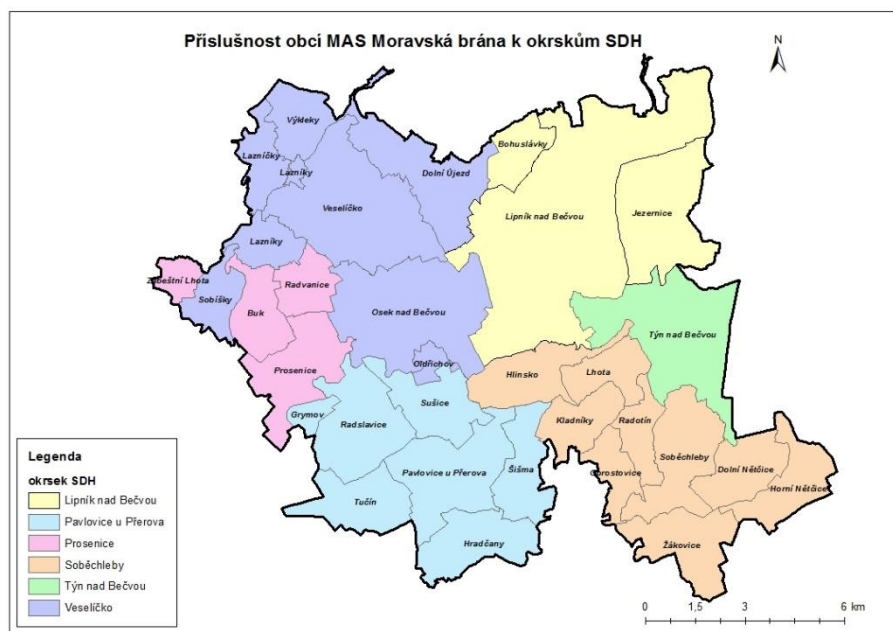 Příslušnost obcí MAS Moravská brána k okrskům SDH
N
Výkleky
Bohuslávky
Lazníčky
Lazníky
Dolní Újezd
Veselíčko
Lipník nad Bečvou
Jezernice
Lazníky
Zábeštní Lhota
Radvanice
Sobíšky
Buk
Osek nad Bečvou
Týn nad Bečvou
Prosenice
Oldřichov
Hlinsko
Lhota
Grymov
Sušice
Radslavice
Kladníky
Radotín
Soběchleby
Pavlovice u Přerova
Šišma
Oprostovice
Dolní Nětčice
Horní Nětčice
Tučín
Hradčany
Žákovice
Legenda
okrsek SDH
Lipník nad Bečvou
Pavlovice u Přerova
Prosenice
Soběchleby
Týn nad Bečvou
Veselíčko
0 1,5 3 6 km